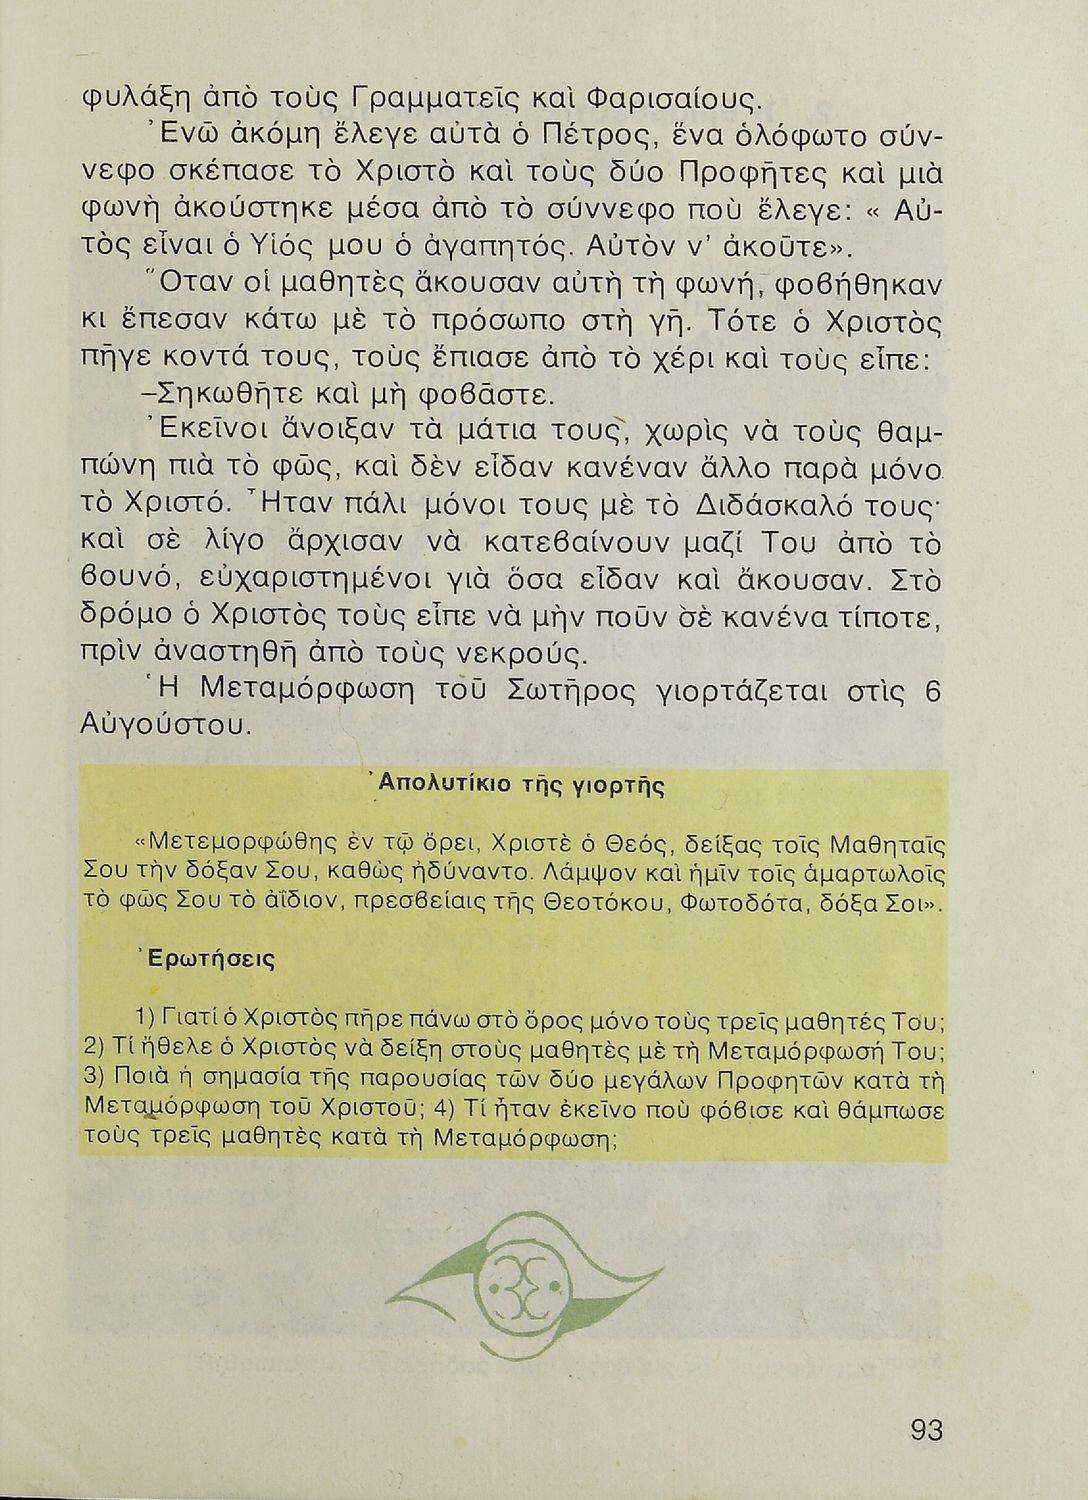 φυλάξη ἀπὸ τοὺς Γραμματεῖς καὶ Φαρισαίους.
Ἐνῶ ἀκόμη ἔλεγε αὐτὰ ὁ Πέτρος, ἕνα ὁλόφωτο σύν-
νεφο σκέπασε τὸ Χριστὸ καὶ τοὺς δύο Προφῆτες καὶ μιὰ
φωνὴ ἀκούστηκε μέσα ἀπὸ τὸ σύννεφο ποὺ ἔλεγε: « Αὐ-
τὸς εἶναι ὁ Υἱός μου ὁ ἀγαπητός. Αὐτὸν ν' ἀκοῦτε».
Ὅταν οἱ μαθητὲς ἄκουσαν αὐτὴ τὴ φωνή, φοβήθηκαν
κι ἔπεσαν κάτω μὲ τὸ πρόσωπο στὴ γῆ. Τότε ὁ Χριστὸς
πῆγε κοντά τους, τοὺς ἔπιασε ἀπὸ τὸ χέρι καὶ τοὺς εἶπε:
–Σηκωθῆτε καὶ μὴ φοβᾶστε.
Ἐκεῖνοι ἄνοιξαν τὰ μάτια τους, χωρὶς νὰ τοὺς θαμ-
πώνη πιὰ τὸ φῶς, καὶ δὲν εἶδαν κανέναν ἄλλο παρὰ μόνο
τὸ Χριστό. Ἦταν πάλι μόνοι τους μὲ τὸ Διδάσκαλό τους·
καὶ σὲ λίγο ἄρχισαν νὰ κατεβαίνουν μαζί Του ἀπὸ τὸ
βουνό, εὐχαριστημένοι γιὰ ὅσα εἶδαν καὶ ἄκουσαν. Στὸ
δρόμο ὁ Χριστὸς τοὺς εἶπε νὰ μὴν ποῦν σὲ κανένα τίποτε,
πρὶν ἀναστηθῆ ἀπὸ τοὺς νεκρούς.
Ἡ Μεταμόρφωση τοῦ Σωτῆρος γιορτάζεται στὶς 6
Αὐγούστου.
Ἀπολυτίκιο τῆς γιορτῆς
«Μετεμορφώθης ἐν τῷ ὄρει, Χριστὲ ὁ Θεός, δείξας τοῖς Μαθηταῖς
Σου τὴν δόξαν Σου, καθὼς ἠδύναντο. Λάμψον καὶ ἡμῖν τοῖς ἁμαρτωλοῖς
τὸ φῶς Σου τὸ ἀΐδιον, πρεσβείαις τῆς Θεοτόκου, Φωτοδότα, δόξα Σοι».
Ἐρωτήσεις
1) Γιατί ὁ Χριστὸς πῆρε πάνω στὸ ὄρος μόνο τοὺς τρεῖς μαθητές Του;
2) Τί ἤθελε ὁ Χριστὸς νὰ δείξη στοὺς μαθητὲς μὲ τὴ Μεταμόρφωσή Του;
3) Ποιὰ ἡ σημασία τῆς παρουσίας τῶν δύο μεγάλων Προφητῶν κατὰ τὴ
Μεταμόρφωση τοῦ Χριστοῦ; 4) Τί ἦταν ἐκεῖνο ποὺ φόβισε καὶ θάμπωσε
τοὺς τρεῖς μαθητὲς κατὰ τὴ Μεταμόρφωση;
93